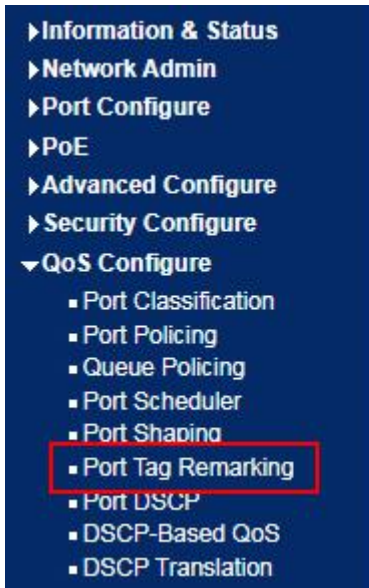 Information & Status
Network Admin
Port Configure
PoE
Advanced Configure
Security Configure
QoS Configure
Port Classification
Port Policing
Queue Policing
Port Scheduler
Port Shaping
Port Tag Remarking
Port DSCP
DSCP-Based QoS
DSCP Translation